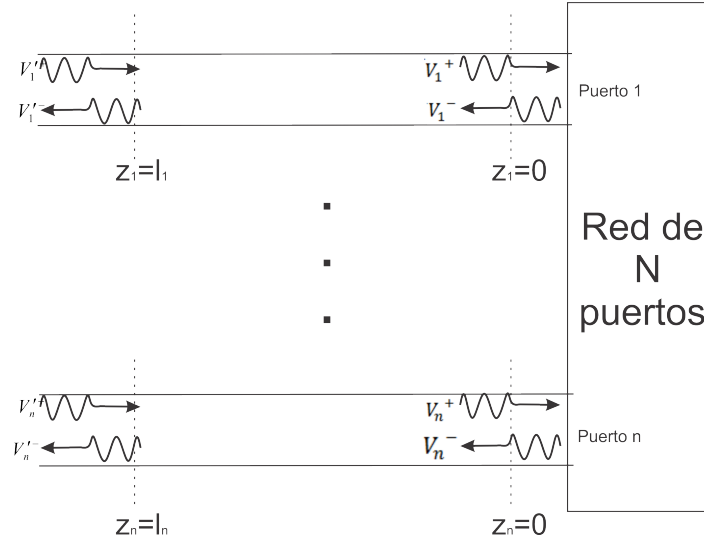 V₁′⁺
V₁⁺
Puerto 1
V₁′⁻
V₁⁻
z₁=l₁
z₁=0
Red de
N
puertos
Vₙ′⁺
Vₙ⁺
Puerto n
Vₙ′⁻
Vₙ⁻
zₙ=lₙ
zₙ=0